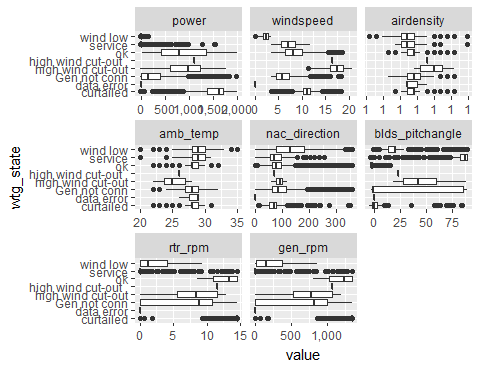 power
windspeed
airdensity
wind low
service
ok
high wind cut-out
high wind cut-out
Gen not conn
data error
curtailed
0 500 1,000 1,500 2,000
0 5 10 15 20
1 1 1 1 1 1
amb_temp
nac_direction
blds_pitchangle
wind low
service
ok
high wind cut-out
high wind cut-out
Gen not conn
data error
curtailed
20 25 30 35
0 100 200 300
0 25 50 75
rtr_rpm
gen_rpm
wind low
service
ok
high wind cut-out
high wind cut-out
Gen not conn
data error
curtailed
0 5 10 15
0 500 1,000
wtg_state
value